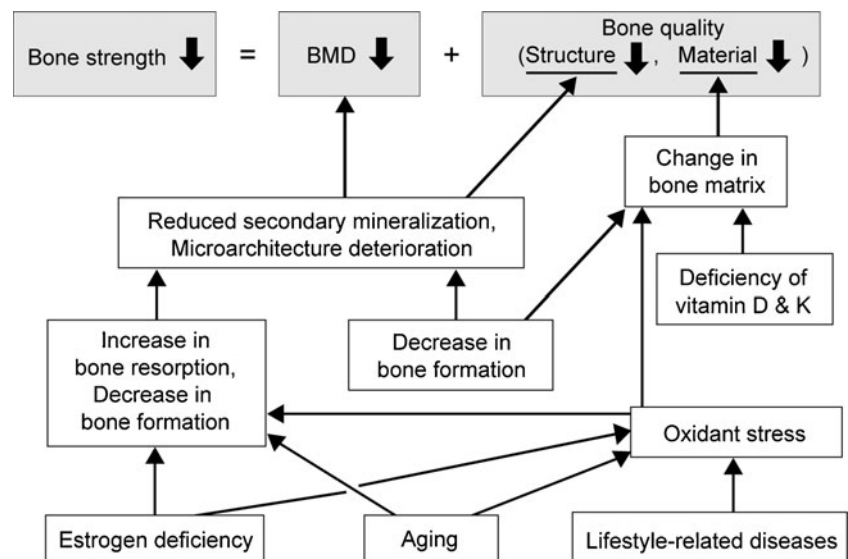 Bone strength
=
BMD
+
Bone quality
(Structure , Material )
Change in
bone matrix
Reduced secondary mineralization,
Microarchitecture deterioration
Deficiency of
vitamin D & K
Increase in
bone resorption,
Decrease in
bone formation
Decrease in
bone formation
Oxidant stress
Estrogen deficiency
Aging
Lifestyle-related diseases